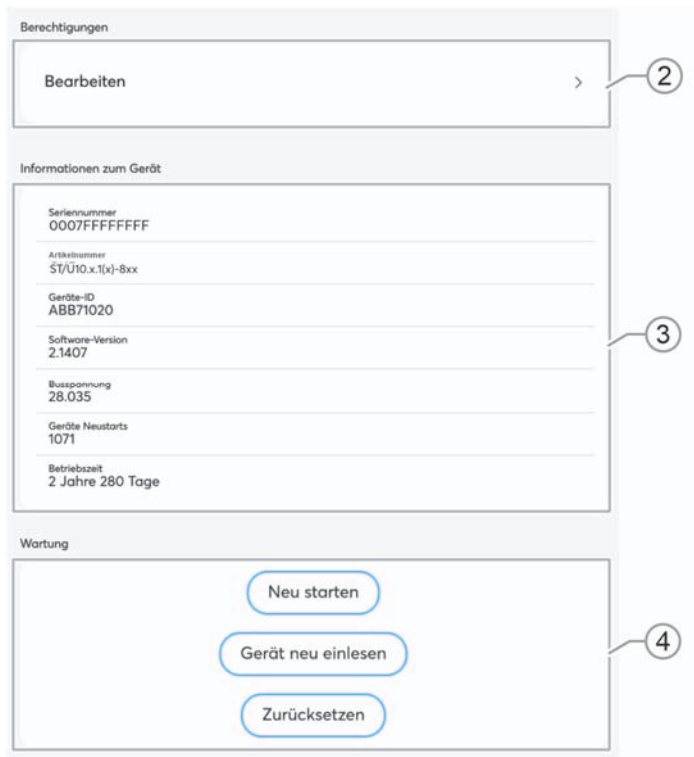 Berechtigungen
Bearbeiten
2
Informationen zum Gerät
Seriennummer
0007FFFFFFFF
Artikelnummer
ST/U10.x.1(x)-8xx
Geräte-ID
ABB71020
Software-Version
2.1407
3
Busspannung
28.035
Geräte Neustarts
1071
Betriebszeit
2 Jahre 280 Tage
Wartung
Neu starten
Gerät neu einlesen
4
Zurücksetzen